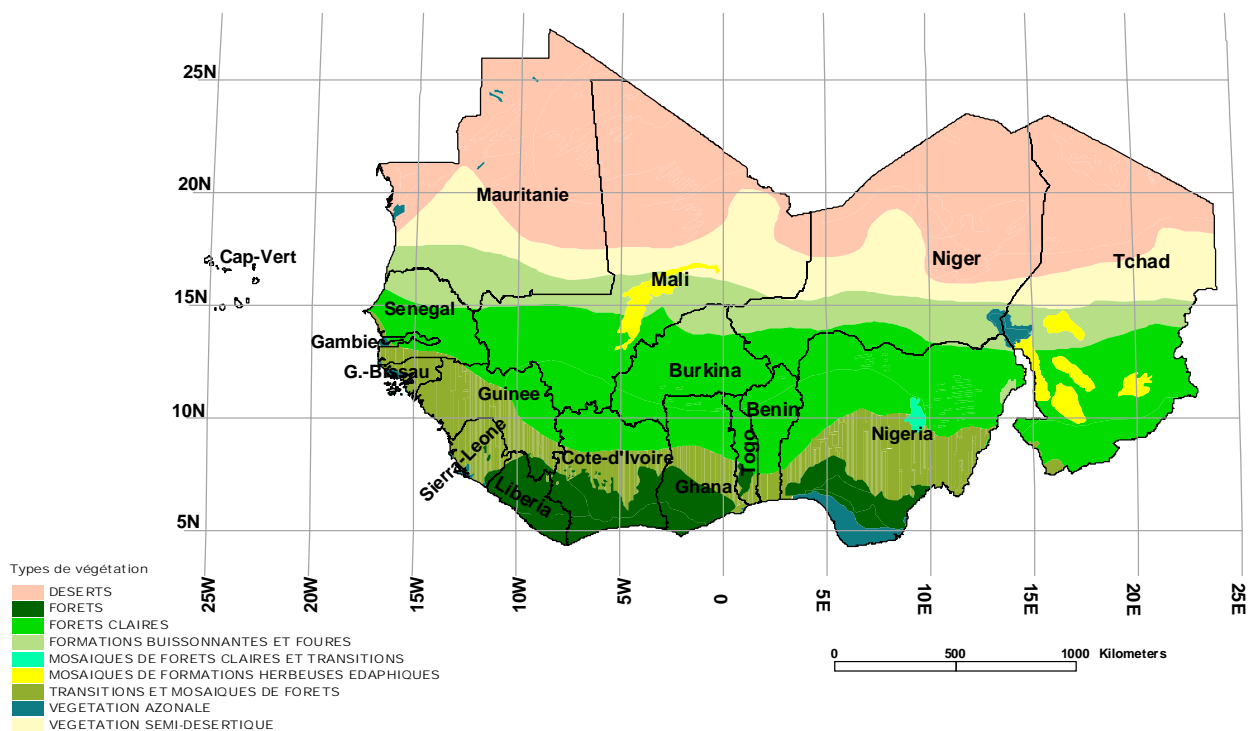 25N
20N
15N
10N
5N
Mauritanie
Cap-Vert
Mali
Niger
Tchad
Senegal
Gambie
G.-Bissau
Burkina
Guinee
Benin
Nigeria
Togo
Sierra-Leone
Cote-d'Ivoire
Ghana
Liberia
25W
20W
15W
10W
5W
0
5E
10E
15E
20E
25E
Types de végétation
DESERTS
FORETS
FORETS CLAIRES
FORMATIONS BUISSONNANTES ET FOURES
MOSAIQUES DE FORETS CLAIRES ET TRANSITIONS
MOSAIQUES DE FORMATIONS HERBEUSES EDAPHIQUES
TRANSITIONS ET MOSAIQUES DE FORETS
VEGETATION AZONALE
VEGETATION SEMI-DESERTIQUE
0 500 1000 Kilometers